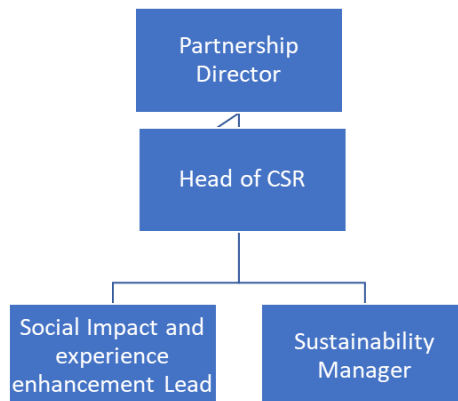 Partnership
Director
Head of CSR
Social Impact and
experience
enhancement Lead
Sustainability
Manager